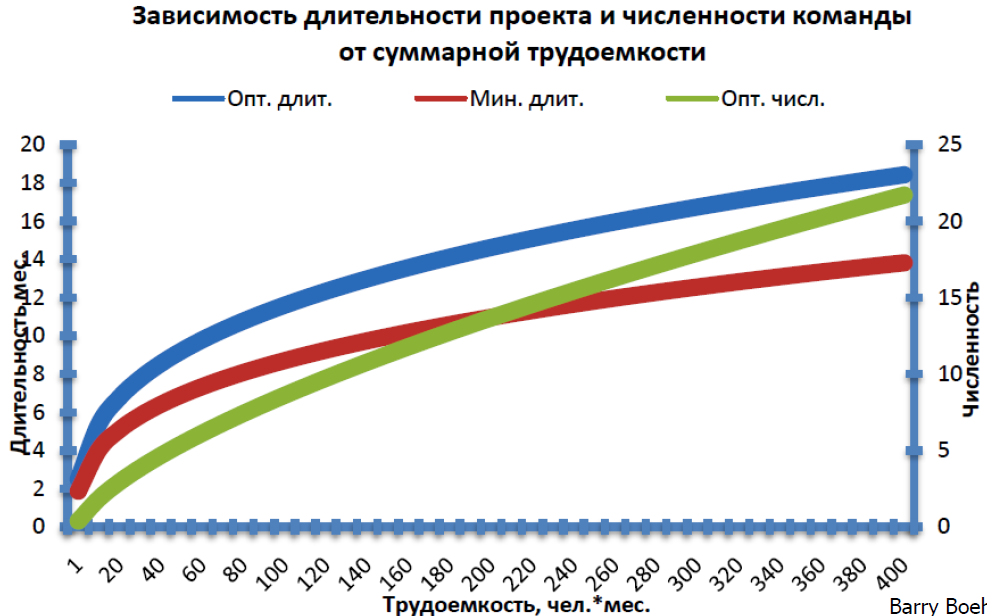 Зависимость длительности проекта и численности команды
от суммарной трудоемкости
Опт. длит. Мин. длит. Опт. числ.
Длительность, мес.
20
18
16
14
12
10
8
6
4
2
0
25
20
15
10
5
0
Численность
1 20 40 60 80 100 120 140 160 180 200 220 240 260 280 300 320 340 360 380 400
Трудоемкость, чел.*мес.
Barry Boeh